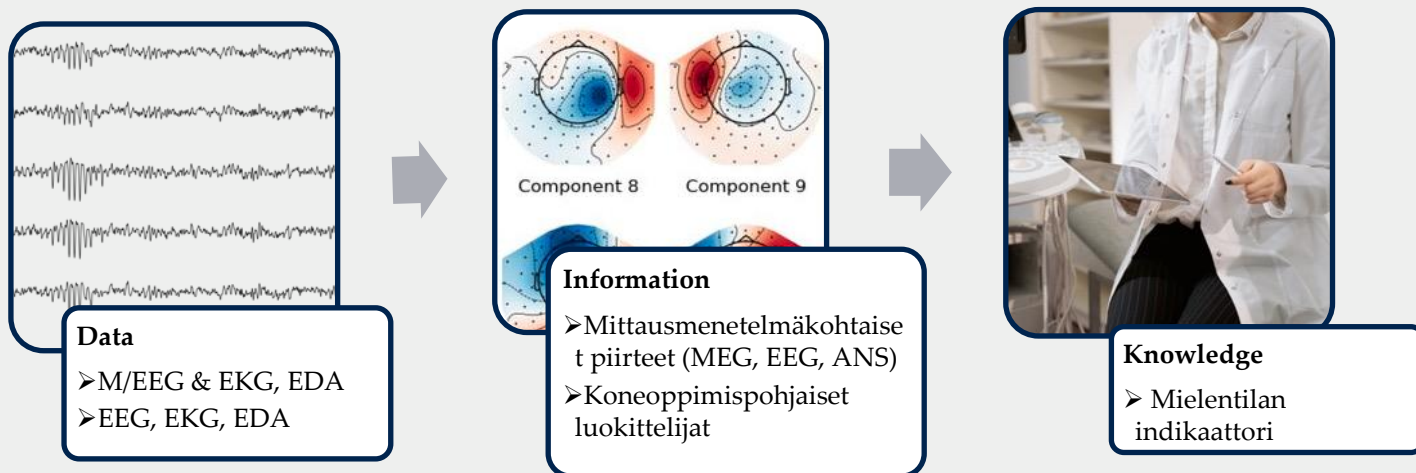 Component 8
Component 9
Data
➢M/EEG & EKG, EDA
➢EEG, EKG, EDA
Information
➢Mittausmenetelmäkohtaise
t piirteet (MEG, EEG, ANS)
➢Koneoppimispohjaiset
luokittelijat
Knowledge
➢ Mielentilan
indikaattori